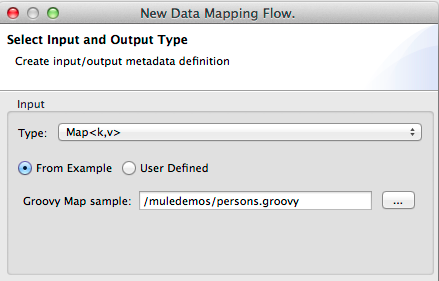 New Data Mapping Flow.
Select Input and Output Type
Create input/output metadata definition
Input
Type: Map<k,v>
From Example User Defined
Groovy Map sample: /muledemos/persons.groovy ...